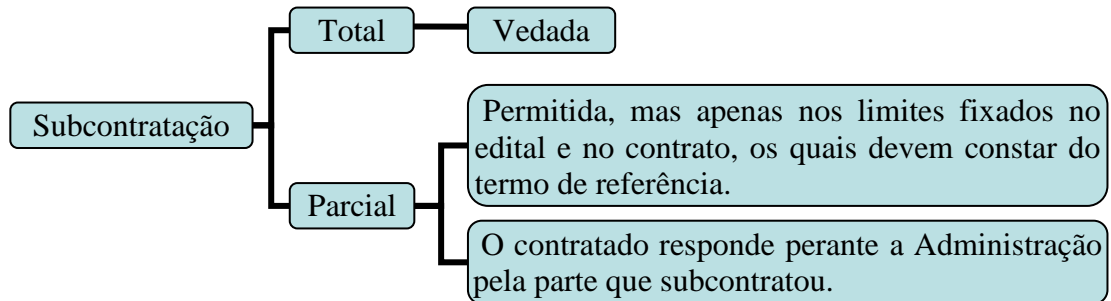 Subcontratação
Total
Vedada
Parcial
Permitida, mas apenas nos limites fixados no
edital e no contrato, os quais devem constar do
termo de referência.
O contratado responde perante a Administração
pela parte que subcontratou.